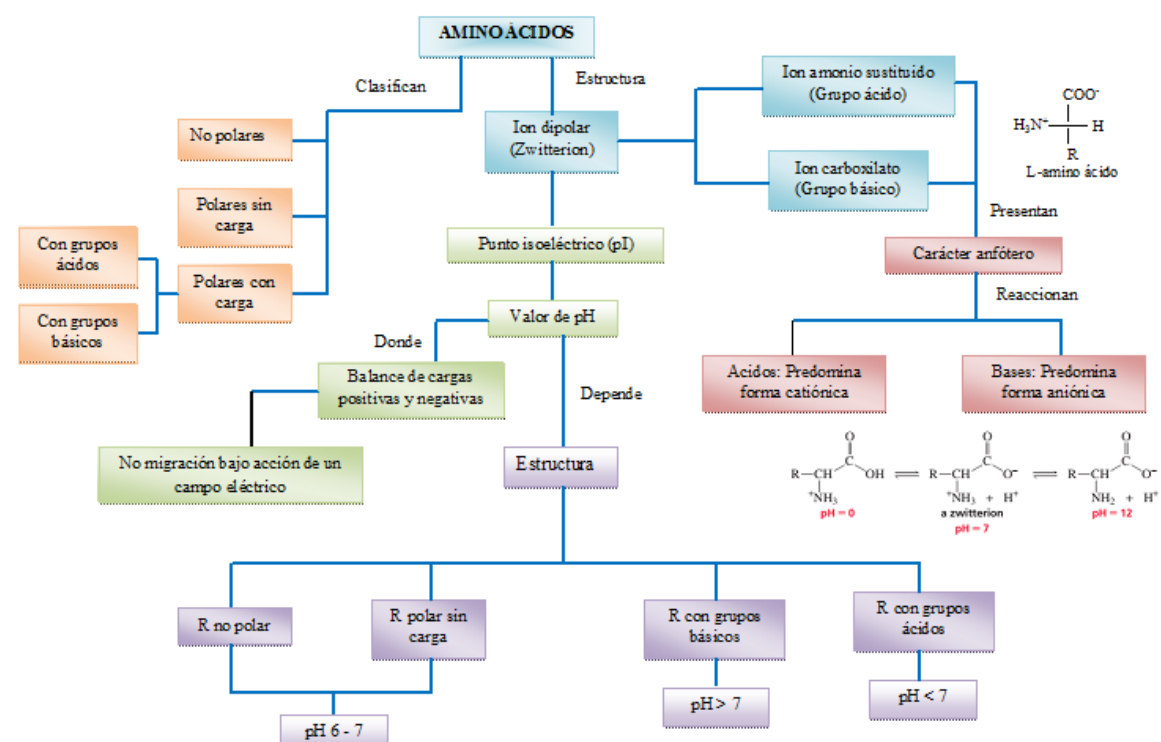 AMINO ÁCIDOS
Clasifican
Estructura
No polares
Polares sin
carga
Polares con
carga
Con grupos
ácidos
Con grupos
básicos
Ion dipolar
(Zwitterion)
Ion amonio sustituido
(Grupo ácido)
Ion carboxilato
(Grupo básico)
COO-
H3N+
H
R
L-amino ácido
Presentan
Carácter anfótero
Reaccionan
Acidos: Predomina
forma catiónica
Bases: Predomina
forma aniónica
Punto isoeléctrico (pI)
Valor de pH
Donde
Balance de cargas
positivas y negativas
No migración bajo acción de un
campo eléctrico
Depende
Estructura
O
R-CH OH
+NH3
pH = 0
O
R-CH O-
+NH3 + H+
a zwitterion
pH = 7
O
R-CH O-
NH2 + H+
pH = 12
R no polar
R polar sin
carga
pH 6 - 7
R con grupos
básicos
pH > 7
R con grupos
ácidos
pH < 7